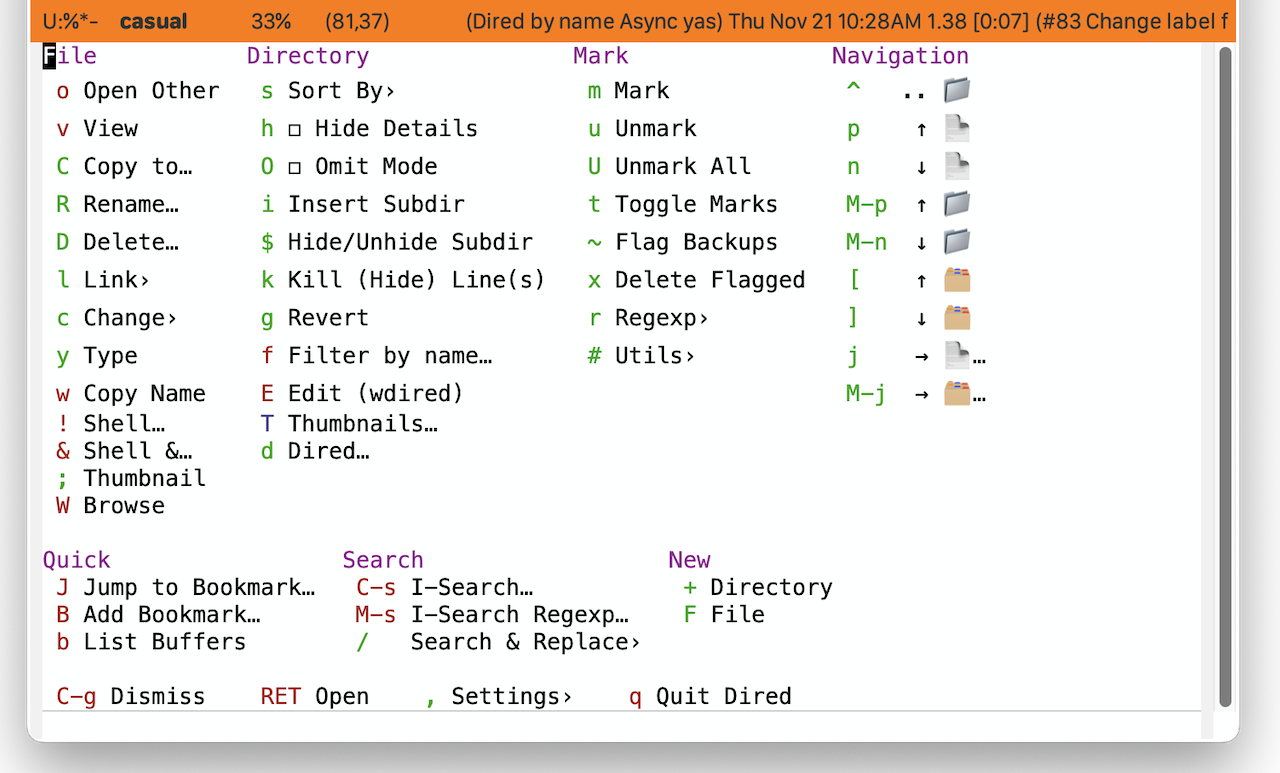 U:%*-  casual  33%  (81,37)  (Dired by name Async yas) Thu Nov 21 10:28AM 1.38 [0:07] (#83 Change label f
File  Directory  Mark  Navigation
o Open Other  s Sort By›  m Mark  ^ ..
v View  h □ Hide Details  u Unmark  p ↑
C Copy to…  O □ Omit Mode  U Unmark All  n ↓
R Rename…  i Insert Subdir  t Toggle Marks  M-p ↑
D Delete…  $ Hide/Unhide Subdir  ~ Flag Backups  M-n ↓
l Link›  k Kill (Hide) Line(s)  x Delete Flagged  [ ↑
c Change›  g Revert  r Regexp›  ] ↓
y Type  f Filter by name…  # Utils›  j → …
w Copy Name  E Edit (wdired)  M-j → …
! Shell…  T Thumbnails…
& Shell &…  d Dired…
; Thumbnail
W Browse
Quick  Search  New
J Jump to Bookmark…  C-s I-Search…  + Directory
B Add Bookmark…  M-s I-Search Regexp…  F File
b List Buffers  / Search & Replace›
C-g Dismiss  RET Open  , Settings›  q Quit Dired